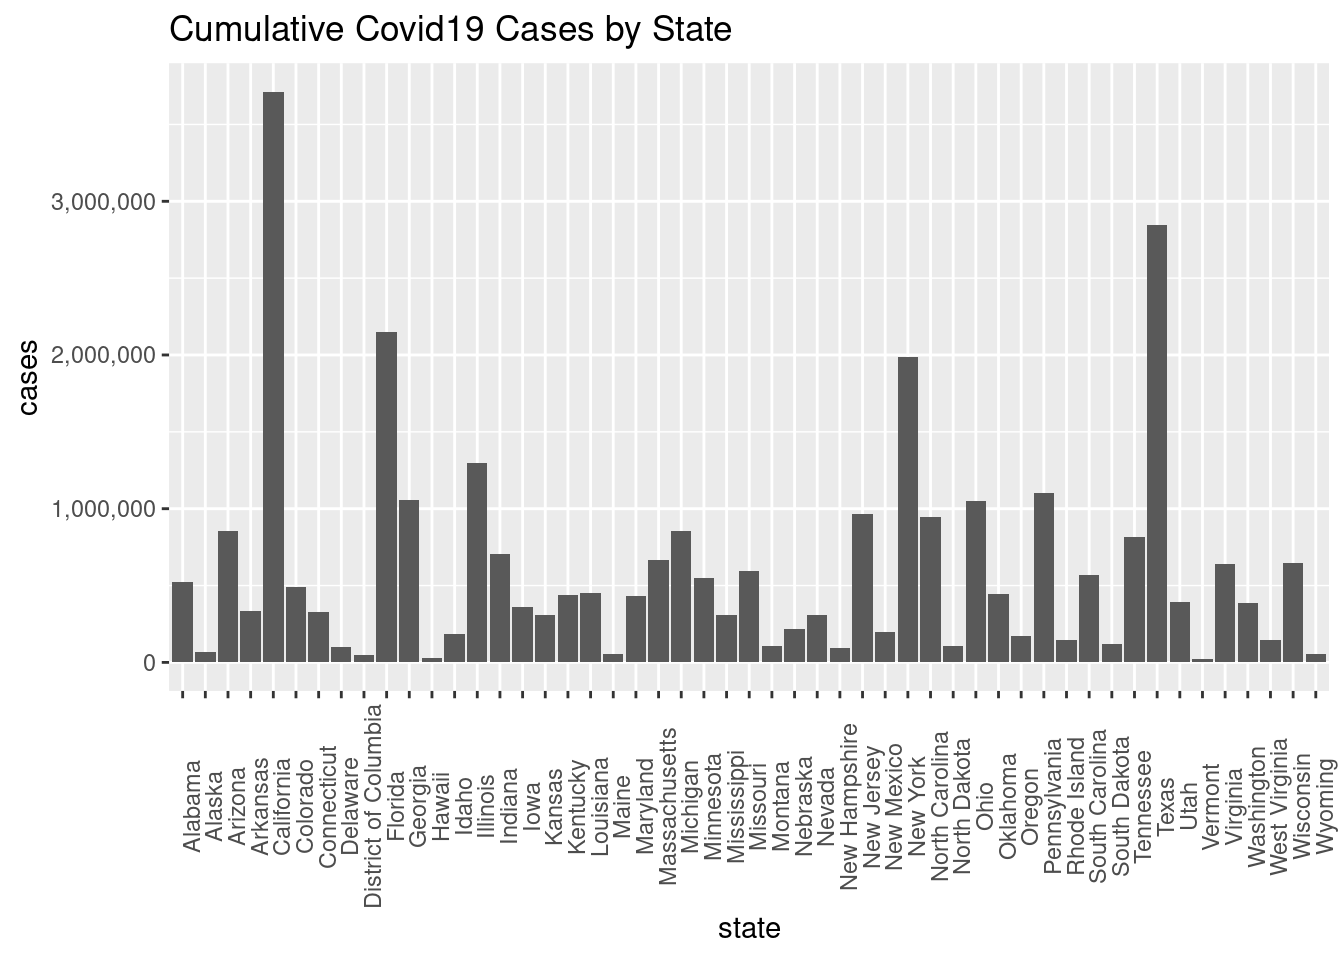 Cumulative Covid19 Cases by State
cases
3,000,000
2,000,000
1,000,000
0
Alabama
Alaska
Arizona
Arkansas
California
Colorado
Connecticut
Delaware
District of Columbia
Florida
Georgia
Hawaii
Idaho
Illinois
Indiana
Iowa
Kansas
Kentucky
Louisiana
Maine
Maryland
Massachusetts
Michigan
Minnesota
Mississippi
Missouri
Montana
Nebraska
Nevada
New Hampshire
New Jersey
New Mexico
New York
North Carolina
North Dakota
Ohio
Oklahoma
Oregon
Pennsylvania
Rhode Island
South Carolina
South Dakota
Tennessee
Texas
Utah
Vermont
Virginia
Washington
West Virginia
Wisconsin
Wyoming
state